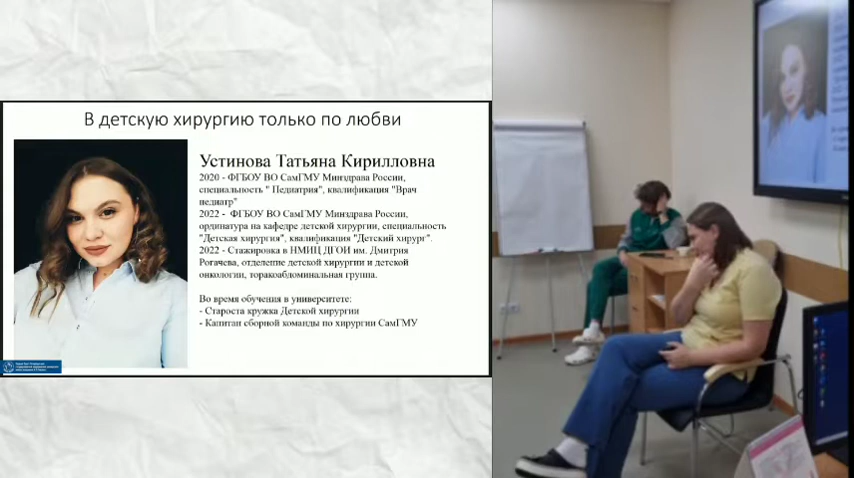 В детскую хирургию только по любви
Устинова Татьяна Кирилловна
2020 - ФГБОУ ВО СамГМУ Минздрава России,
специальность " Педиатрия", квалификация "Врач
педиатр"
2022 - ФГБОУ ВО СамГМУ Минздрава России,
ординатура на кафедре детской хирургии, специальность
"Детская хирургия", квалификация "Детский хирург".
2022 - Стажировка в НМИЦ ДГОИ им. Дмитрия
Рогачева, отделение детской хирургии и детской
онкологии, торакоабдоминальная группа.
Во время обучения в университете:
- Староста кружка Детской хирургии
- Капитан сборной команды по хирургии СамГМУ